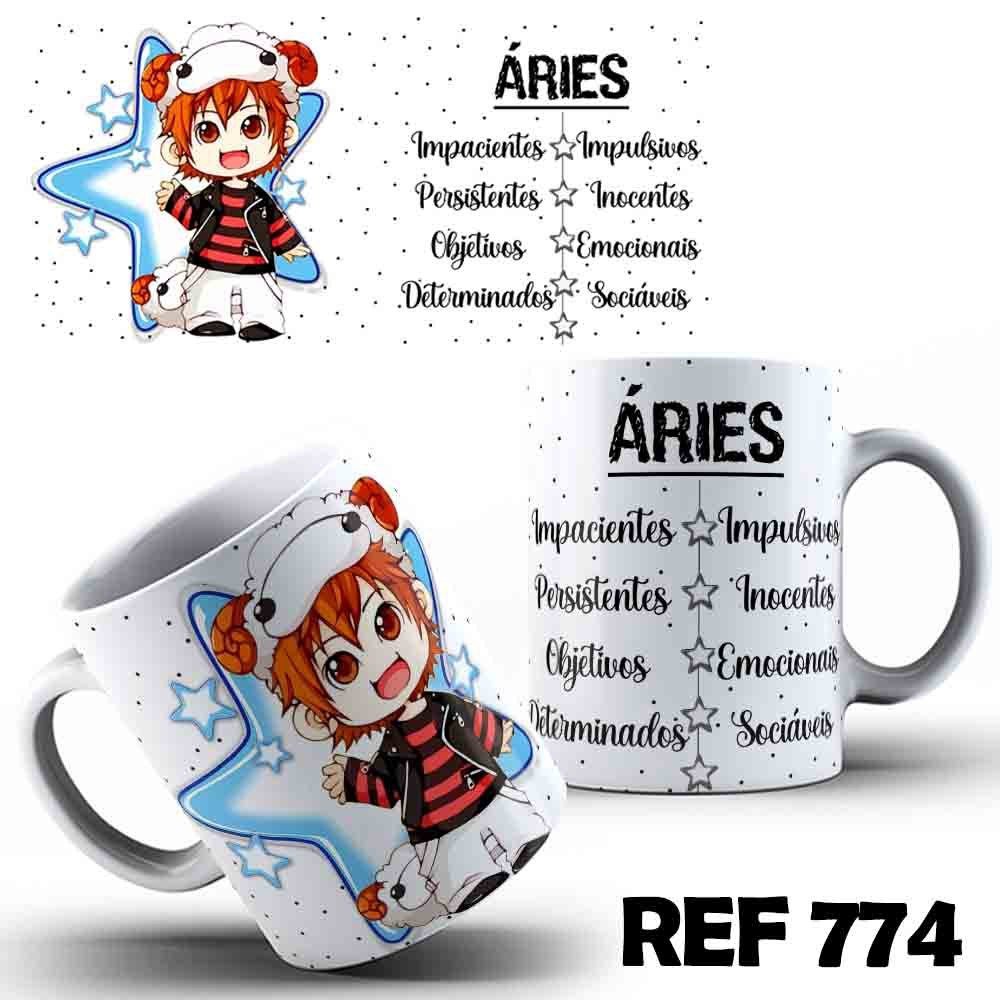 ÁRIES
Impacientes Impulsivos
Persistentes Inocentes
Objetivos Emocionais
Determinados Sociáveis
ÁRIES
Impacientes Impulsivos
Persistentes Inocentes
Objetivos Emocionais
Determinados Sociáveis
REF 774